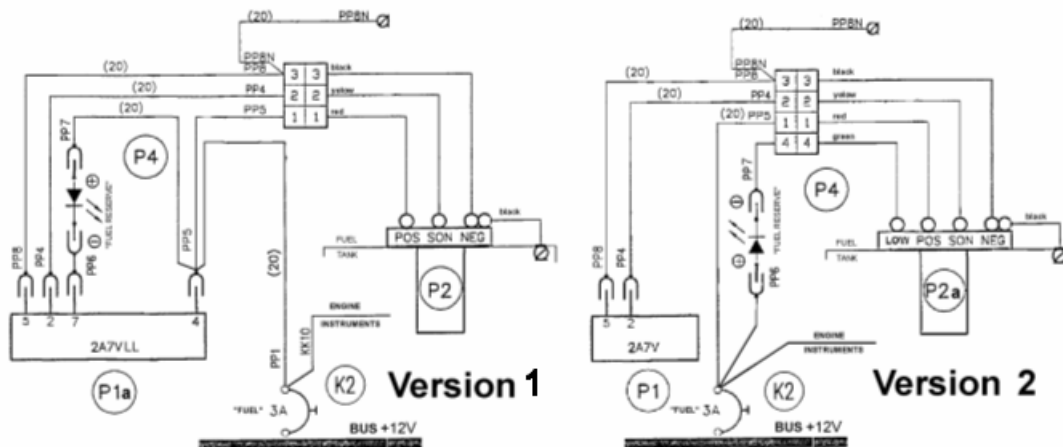 (20) PP8N
PP8N
(20) PP8 3 3 black
(20) PP4 2 2 yelow
(20) PP5 1 1 red
PP7
P4
"FUEL RESERVE"
PP8
PP4
PP6
PP5
(20)
5 2 7 4
2A7VLL
P1a
POS SON NEG
black
FUEL
TANK
P2
ENGINE
INSTRUMENTS
PP1
KK10
K2
"FUEL" 3A
BUS +12V
Version 1
(20) PP8N
PP8N
(20) PP8 3 3 black
(20) PP4 2 2 yelow
(20) PP5 1 1 red
4 4 green
PP7
P4
"FUEL RESERVE"
PP8
PP4
PP6
5 2
2A7V
P1
LOW POS SON NEG
black
FUEL
TANK
P2a
ENGINE
INSTRUMENTS
K2
"FUEL" 3A
BUS +12V
Version 2